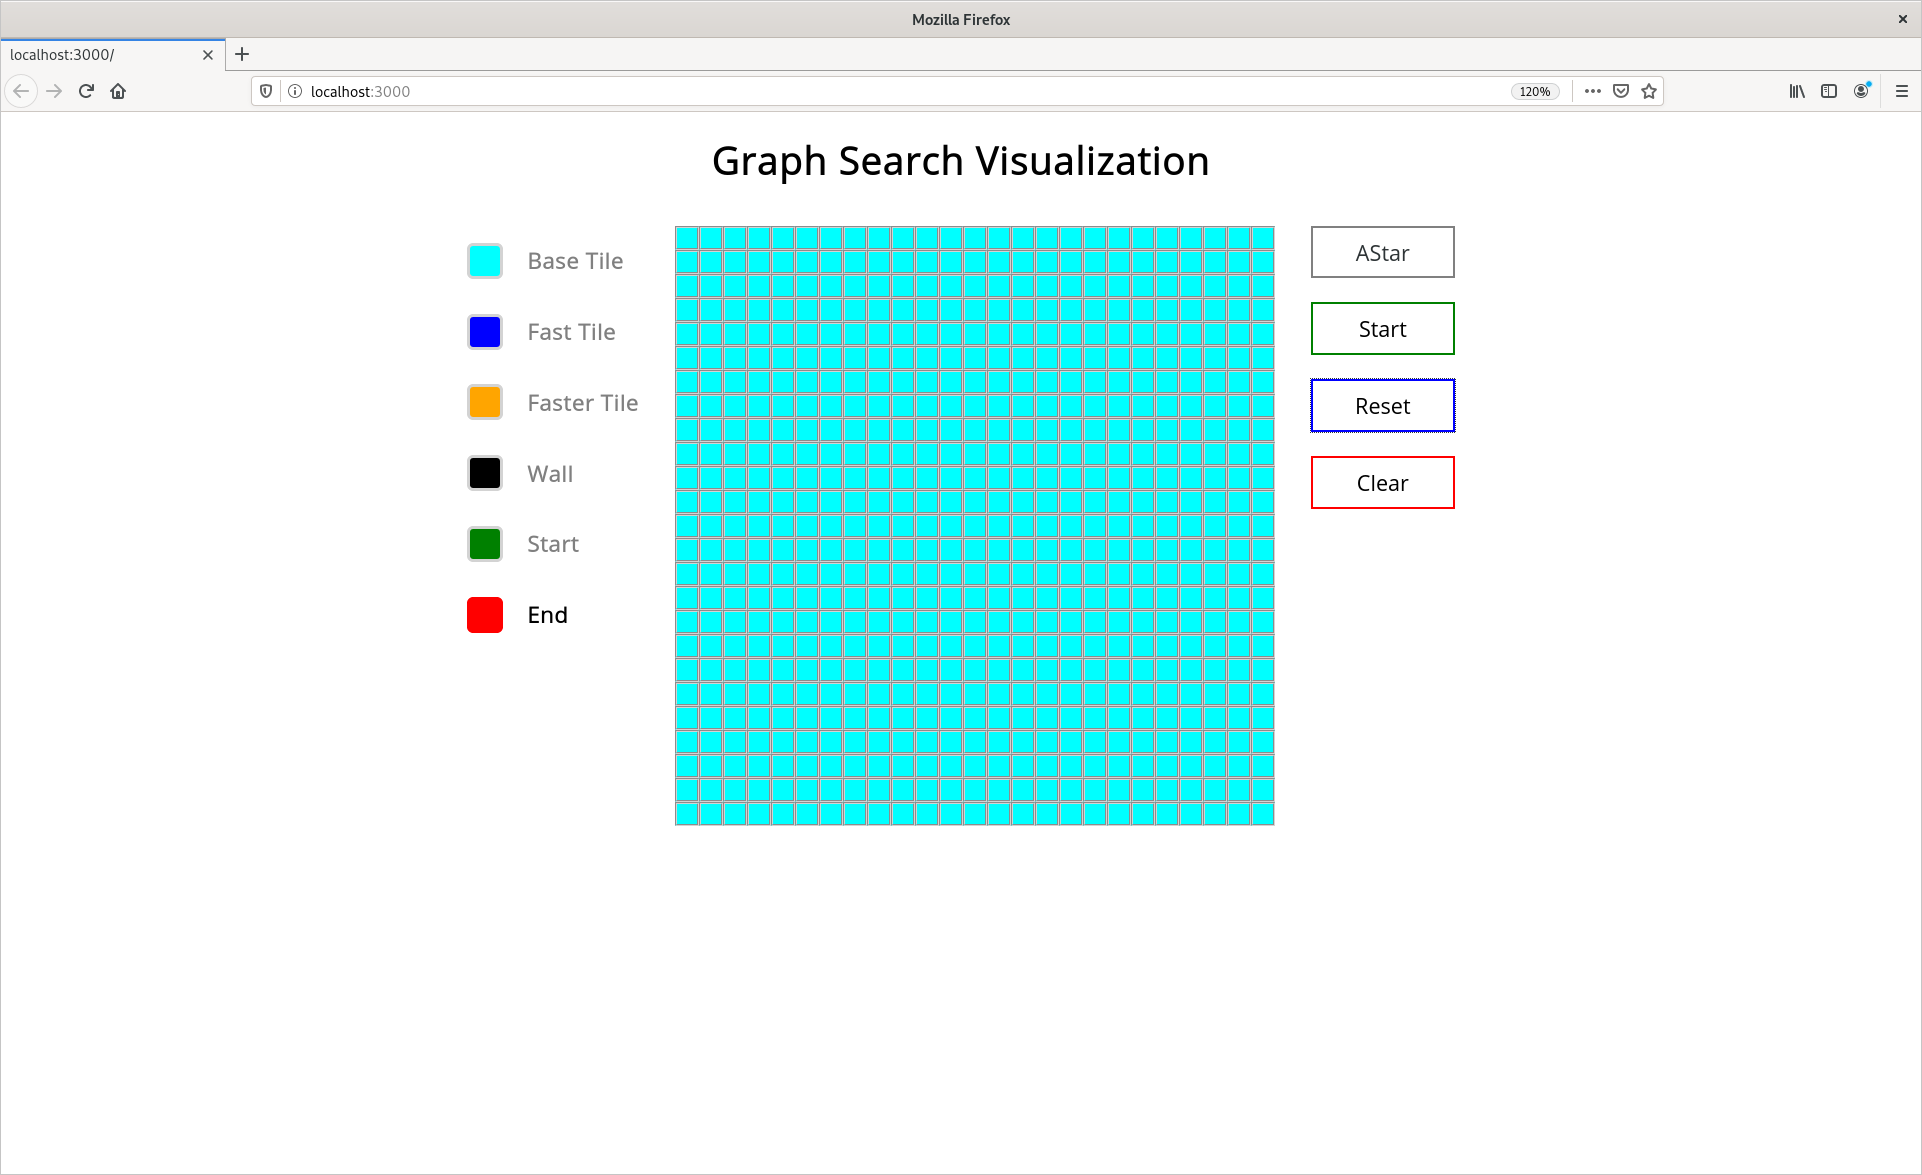 Mozilla Firefox
localhost:3000/
localhost:3000
120%
Graph Search Visualization
Base Tile
Fast Tile
Faster Tile
Wall
Start
End
AStar
Start
Reset
Clear